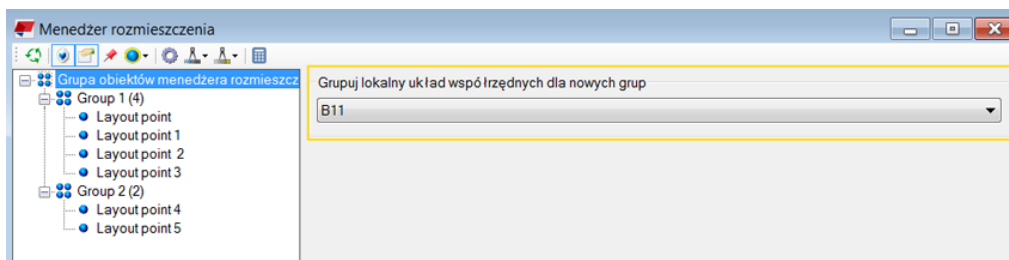 Menedżer rozmieszczenia
Grupa obiektów menedżera rozmieszcz
Grupuj lokalny układ współrzędnych dla nowych grup
B11
Group 1 (4)
Layout point
Layout point 1
Layout point 2
Layout point 3
Group 2 (2)
Layout point 4
Layout point 5